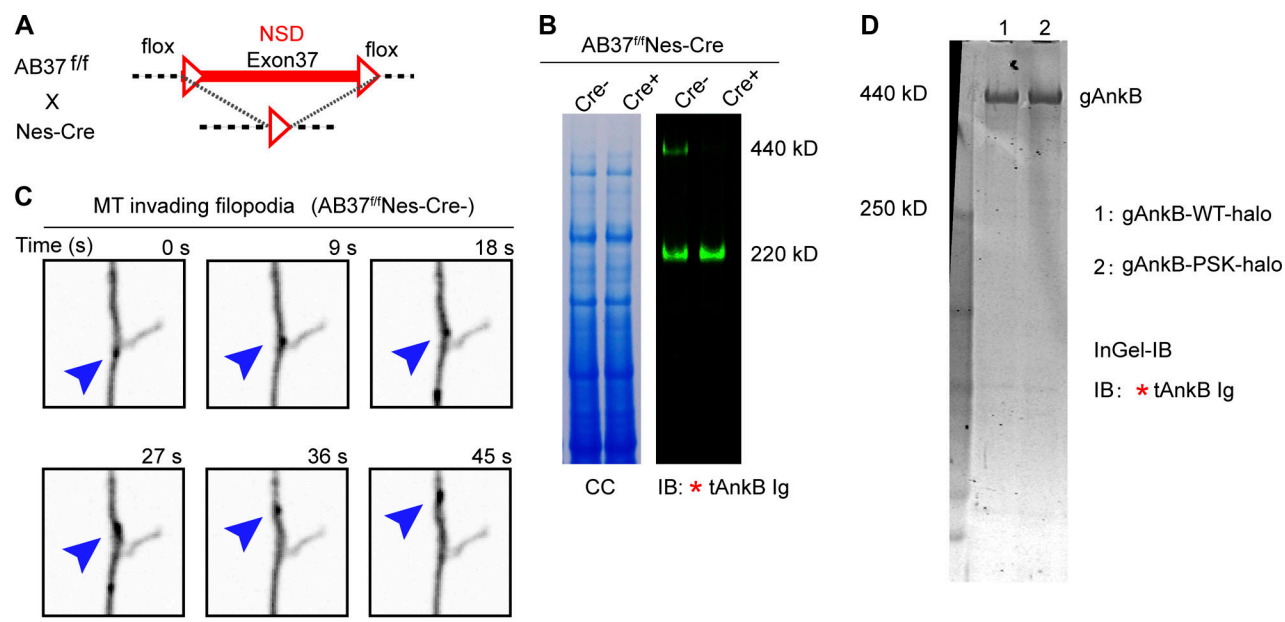 A
NSD
flox
Exon37
flox
AB37 f/f
X
Nes-Cre
B
AB37f/fNes-Cre
Cre-
Cre+
Cre-
Cre+
440 kD
220 kD
CC
IB: * tAnkB Ig
C
MT invading filopodia (AB37f/fNes-Cre-)
Time (s)
0 s
9 s
18 s
27 s
36 s
45 s
D
1
2
440 kD
gAnkB
250 kD
1: gAnkB-WT-halo
2: gAnkB-PSK-halo
InGel-IB
IB: * tAnkB Ig